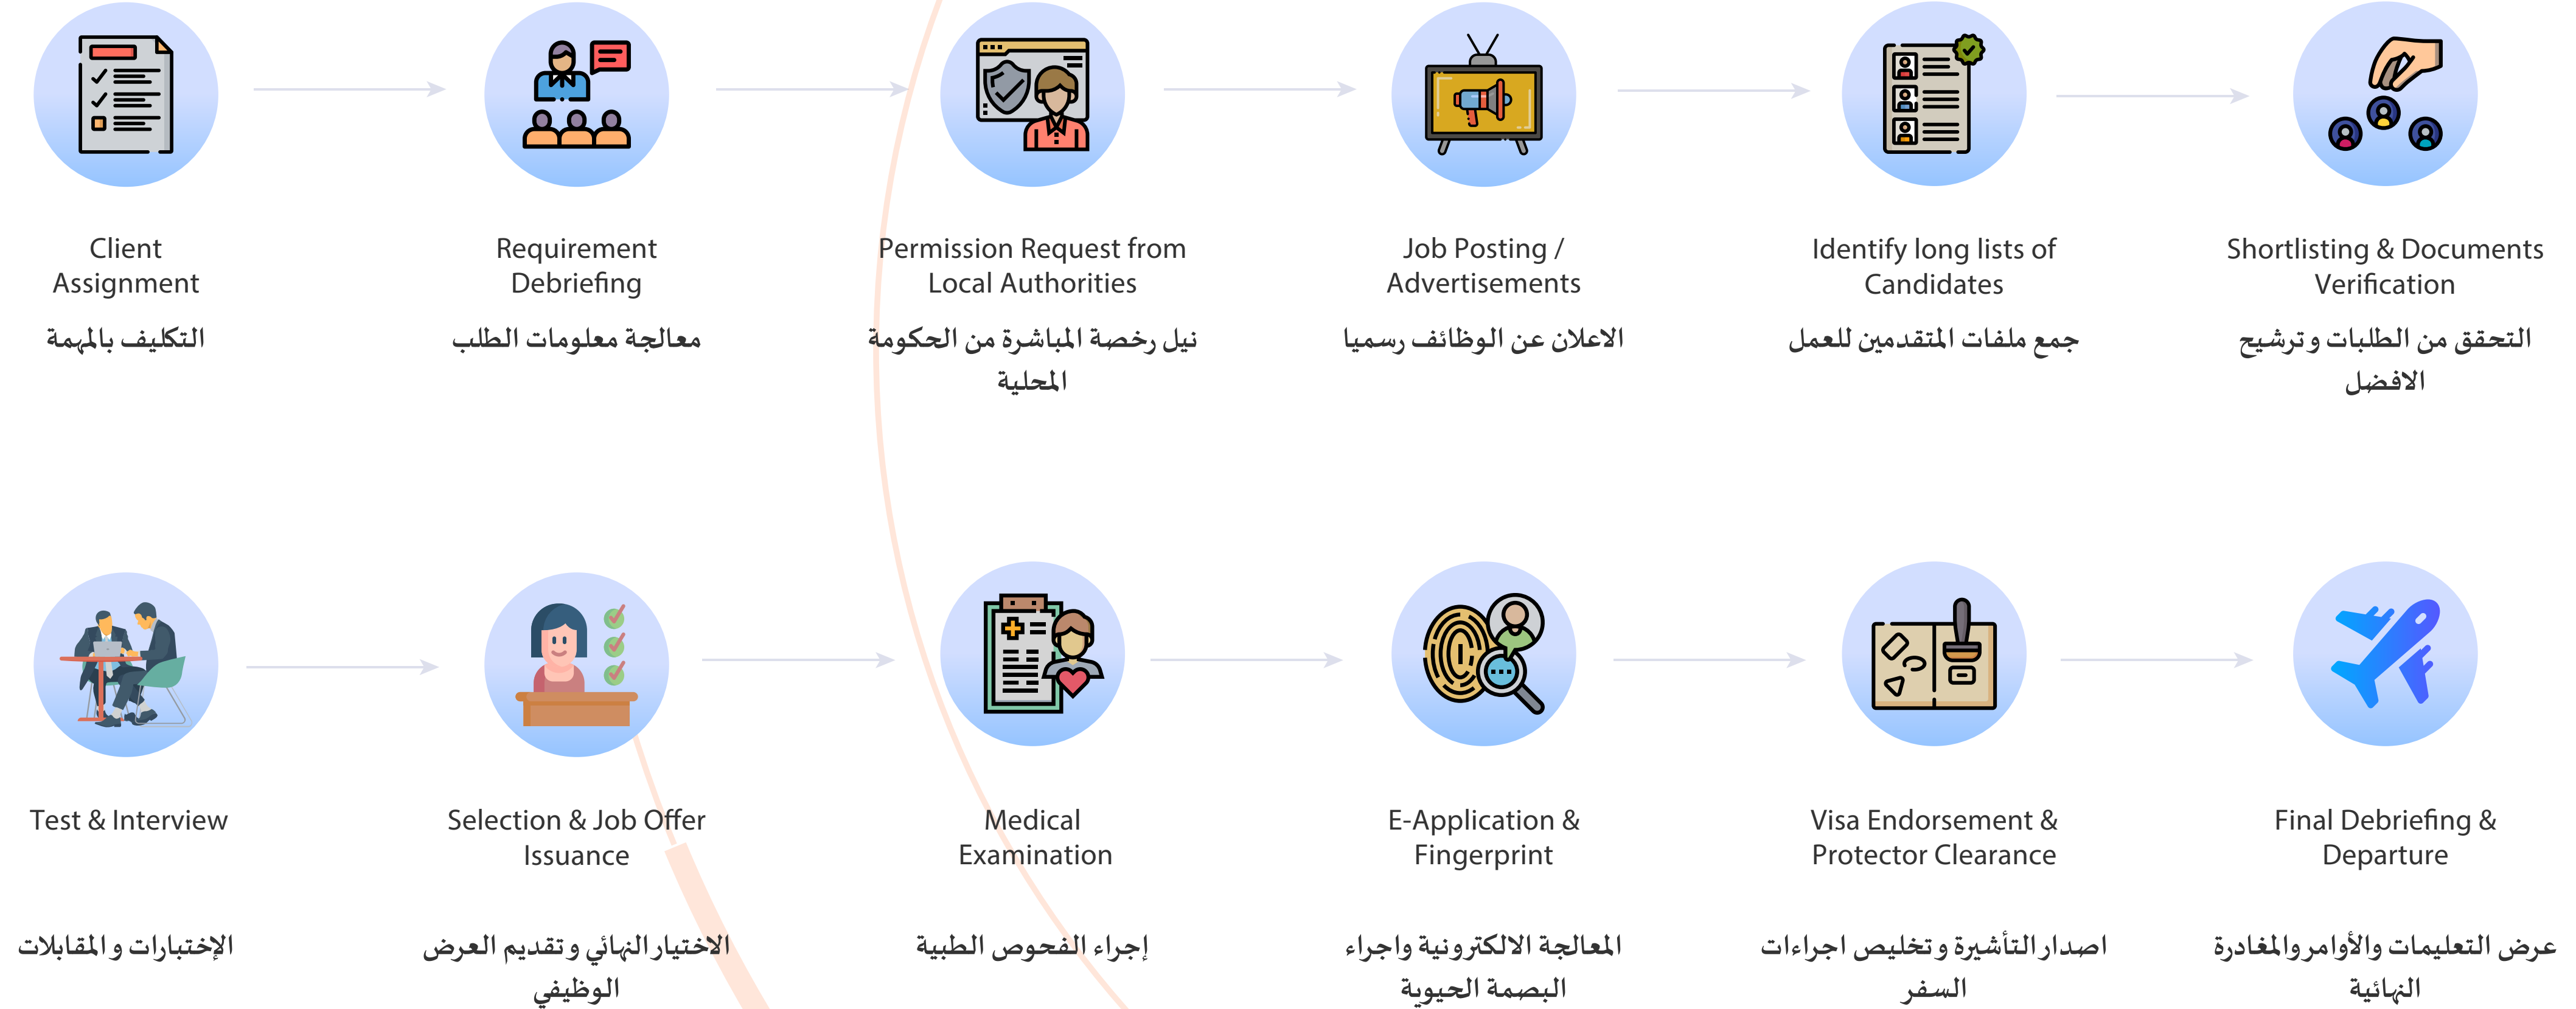 Client
Assignment
التكليف بالمهمة
Requirement
Debriefing
معالجة معلومات الطلب
Permission Request from
Local Authorities
نيل رخصة المباشرة من الحكومة
المحلية
Job Posting /
Advertisements
الاعلان عن الوظائف رسميا
Identify long lists of
Candidates
جمع ملفات المتقدمين للعمل
Shortlisting & Documents
Verification
التحقق من الطلبات وترشيح
الافضل
Test & Interview
الإختبارات و المقابلات
Selection & Job Offer
Issuance
الاختيار النهائي وتقديم العرض
الوظيفي
Medical
Examination
إجراء الفحوص الطبية
E-Application &
Fingerprint
المعالجة الالكترونية واجراء
البصمة الحيوية
Visa Endorsement &
Protector Clearance
اصدار التأشيرة وتخليص اجراءات
السفر
Final Debriefing &
Departure
عرض التعليمات والأوامر والمغادرة
النهائية